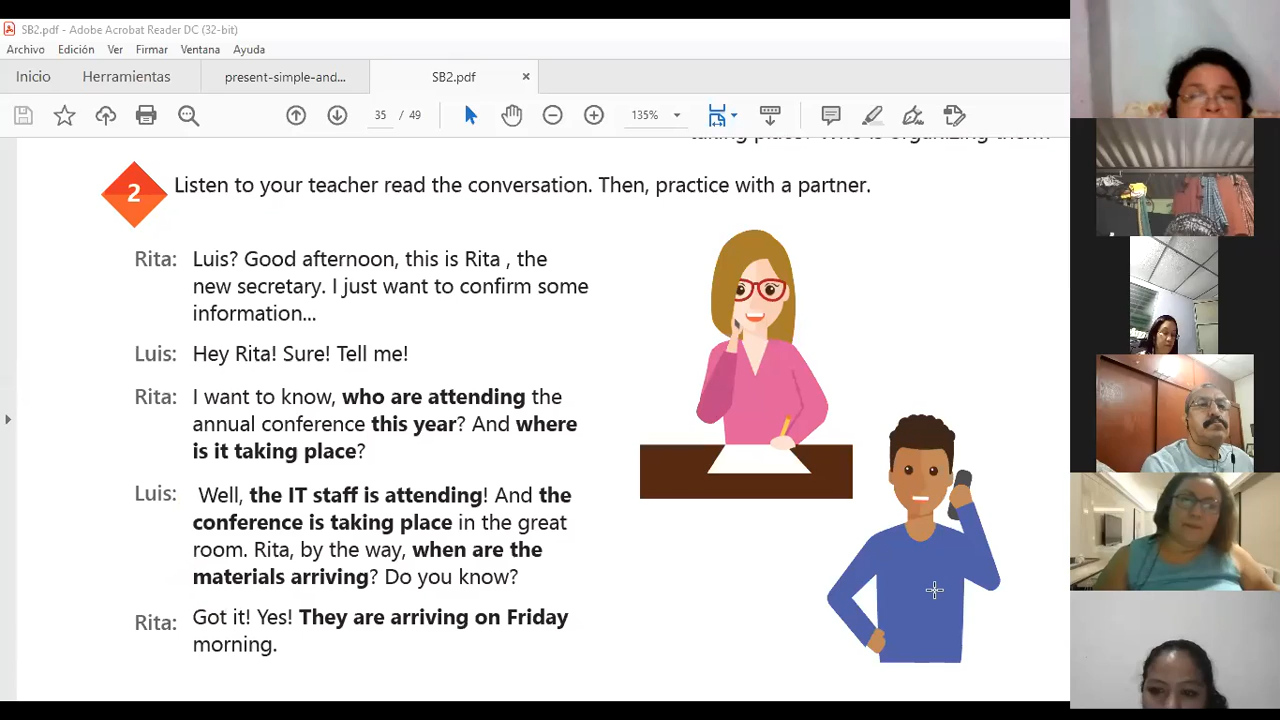 SB2.pdf - Adobe Acrobat Reader DC (32-bit)
Archivo Edición Ver Firmar Ventana Ayuda
Inicio Herramientas present-simple-and... SB2.pdf ×
35 / 49 135%
taking place? Who is organizing them?
2 Listen to your teacher read the conversation. Then, practice with a partner.
Rita: Luis? Good afternoon, this is Rita , the
new secretary. I just want to confirm some
information...
Luis: Hey Rita! Sure! Tell me!
Rita: I want to know, who are attending the
annual conference this year? And where
is it taking place?
Luis: Well, the IT staff is attending! And the
conference is taking place in the great
room. Rita, by the way, when are the
materials arriving? Do you know?
Rita: Got it! Yes! They are arriving on Friday
morning.